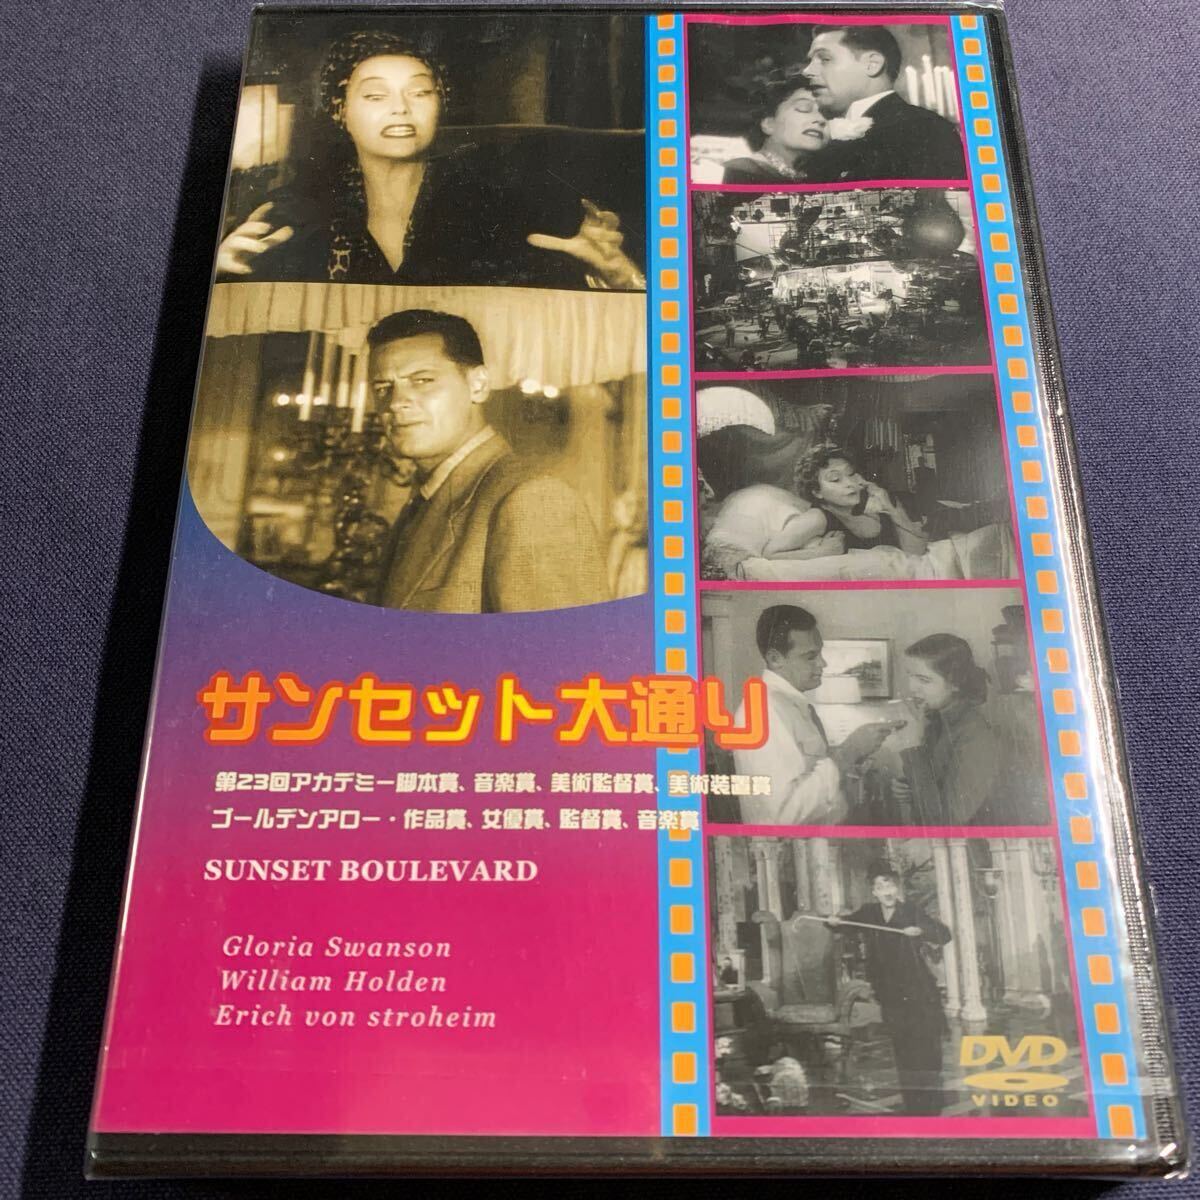 サンセット大通り
第23回アカデミー脚本賞、音楽賞、美術監督賞、美術装置賞
ゴールデンアロー・作品賞、女優賞、監督賞、音楽賞
SUNSET BOULEVARD
Gloria Swanson
William Holden
Erich von stroheim
DVD
VIDEO